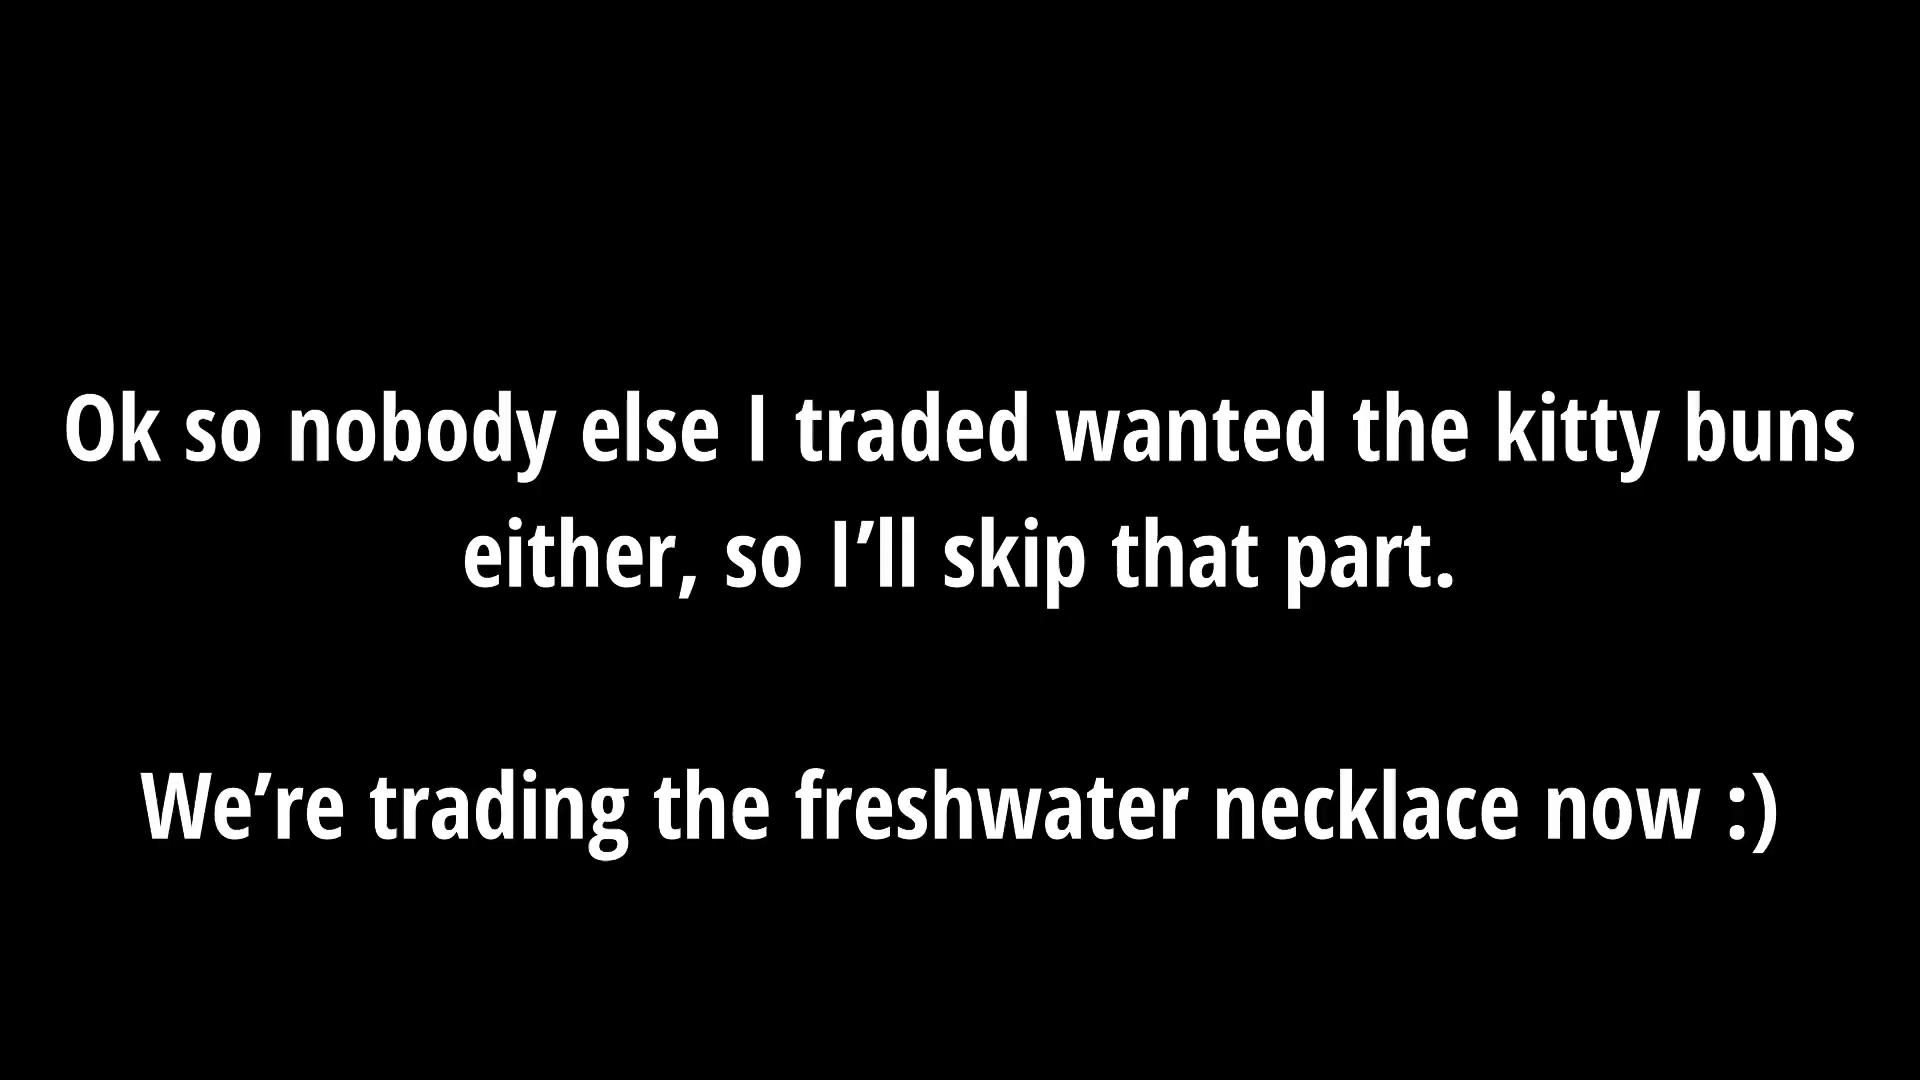 Ok so nobody else I traded wanted the kitty buns
either, so I’ll skip that part.
We’re trading the freshwater necklace now :)